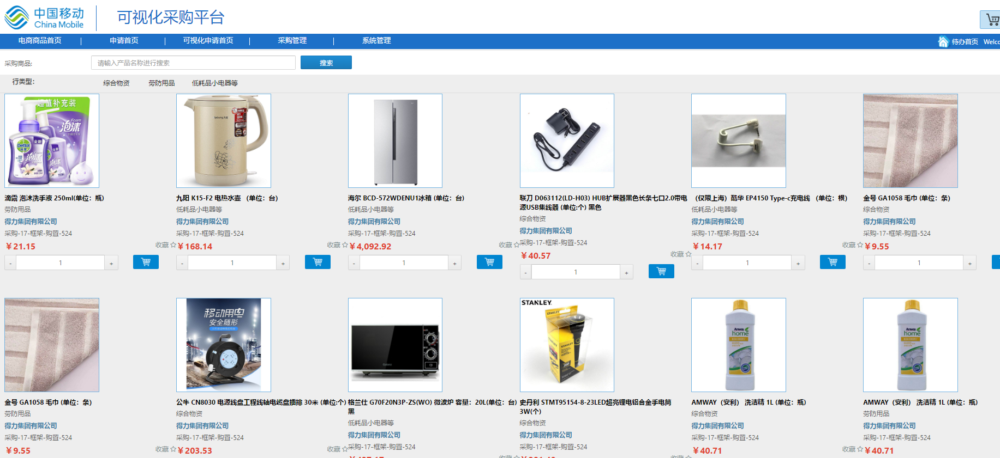 中国移动
China Mobile
可视化采购平台
电商商品首页 申请首页 可视化申请首页 采购管理 系统管理 待办首页 Welco
采购商品: 请输入产品名称进行搜索 搜索
行类型: 综合物资 劳防用品 低耗品小电器等
超值补充装
Foam
泡沫
Dettol
全新
泡沫
Joyoung九阳
STANLEY
移动用电
安全随形
滴露 泡沫洗手液 250ml(单位：瓶)
劳防用品
得力集团有限公司
采购-17-框架-购置-524
￥21.15
收藏
- 1 +
九阳 K15-F2 电热水壶 （单位：台)
低耗品小电器等
得力集团有限公司
采购-17-框架-购置-524
￥168.14
收藏
- 1 +
海尔 BCD-572WDENU1冰箱 (单位：台)
低耗品小电器等
得力集团有限公司
采购-17-框架-购置-524
￥4,092.92
收藏
- 1 +
联刀 D063112(LD-H03) HUB扩展器黑色长条七口2.0带电
源USB集线器 (单位:个) 黑色
综合物资
得力集团有限公司
采购-17-框架-购置-524
￥40.57
收藏
- 1 +
（仅限上海）酷华 EP4150 Type-c充电线 （单位：根）
低耗品小电器等
得力集团有限公司
采购-17-框架-购置-524
￥14.17
收藏
- 1 +
金号 GA1058 毛巾 (单位：条)
综合物资
得力集团有限公司
采购-17-框架-购置-524
￥9.55
- 1 +
金号 GA1058 毛巾 (单位：条)
劳防用品
得力集团有限公司
采购-17-框架-购置-524
￥9.55
收藏
公牛 CN8030 电源线盘工程线轴电缆盘插排 30米 (单位:个)
综合物资
得力集团有限公司
采购-17-框架-购置-524
￥203.53
收藏
格兰仕 G70F20N3P-ZS(WO) 微波炉 容量：20L(单位：台)
黑
低耗品小电器等
得力集团有限公司
采购-17-框架-购置-524
收藏
STANLEY
史丹利 STMT95154-8-23LED超亮锂电铝合金手电筒
3W(个)
综合物资
得力集团有限公司
采购-17-框架-购置-524
收藏
Amway
home
AMWAY（安利） 洗洁精 1L (单位：瓶)
综合物资
得力集团有限公司
采购-17-框架-购置-524
￥40.71
收藏
Amway
home
AMWAY（安利） 洗洁精 1L (单位：瓶)
劳防用品
得力集团有限公司
采购-17-框架-购置-524
￥40.71